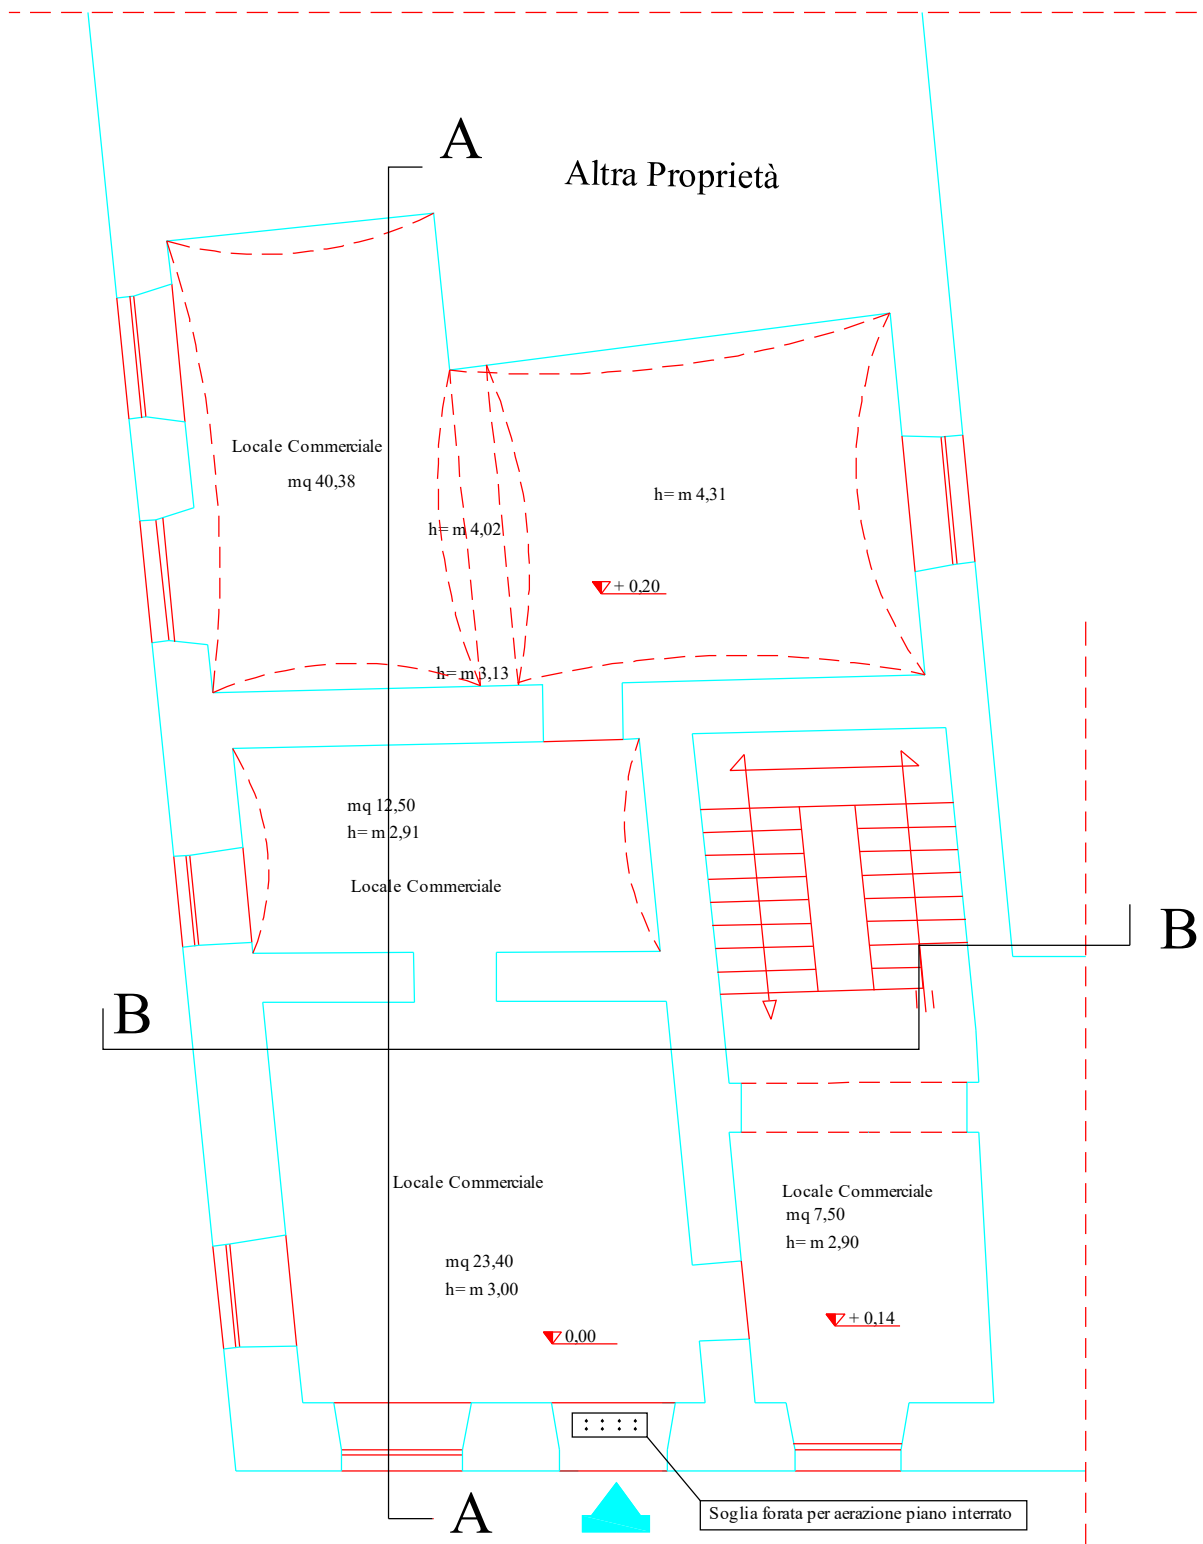 A
Altra Proprietà
Locale Commerciale
mq 40,38
h= m 4,31
h= m 4,02
+ 0,20
h= m 3,13
mq 12,50
h= m 2,91
Locale Commerciale
B
B
Locale Commerciale
Locale Commerciale
mq 7,50
h= m 2,90
mq 23,40
h= m 3,00
+ 0,14
0,00
A
Soglia forata per aerazione piano interrato